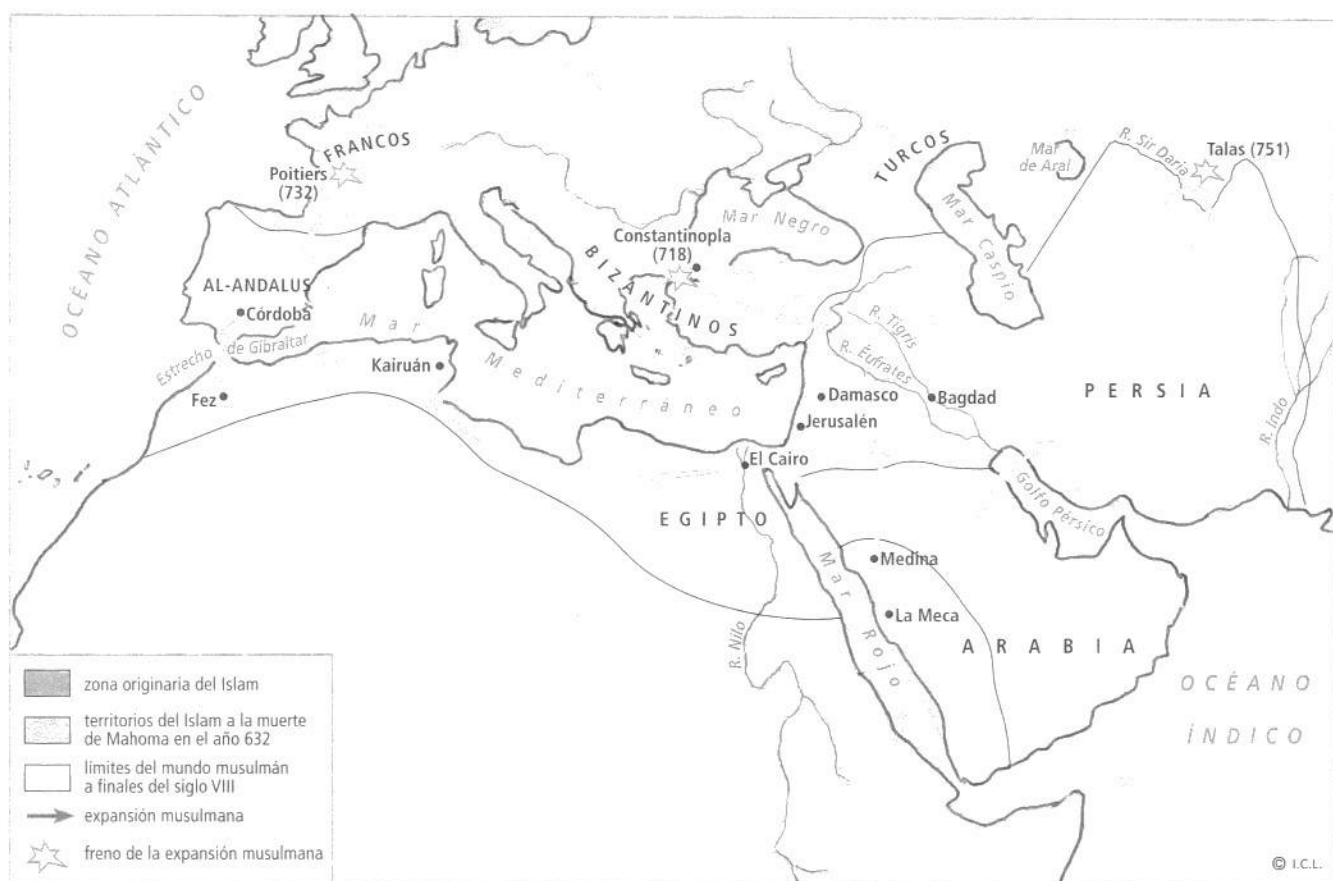 OCÉANO ATLÁNTICO
FRANCOS
Poitiers
(732)
TURCOS
Mar
de Aral
R. Sir Daria
Talas (751)
Mar Caspio
Mar Negro
Constantinopla
(718)
BIZANTINOS
AL-ANDALUS
Córdoba
Estrecho de Gibraltar
Mar Mediterráneo
Kairuán
Fez
R. Tigris
R. Éufrates
Damasco
Bagdad
Jerusalén
PERSIA
R. Indo
El Cairo
EGIPTO
Golfo Pérsico
Medina
Mar Rojo
La Meca
R. Nilo
ARABIA
OCÉANO
ÍNDICO
zona originaria del Islam
territorios del Islam a la muerte
de Mahoma en el año 632
límites del mundo musulmán
a finales del siglo VIII
expansión musulmana
freno de la expansión musulmana
© I.C.L.